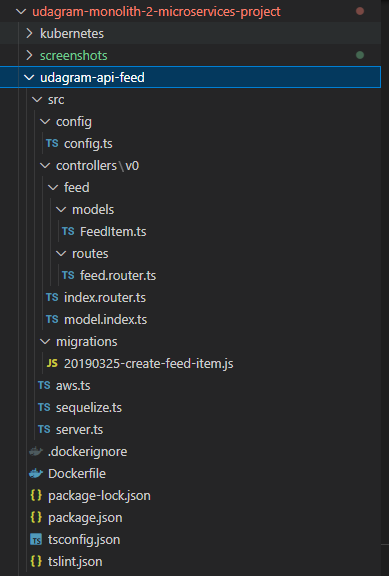 udagram-monolith-2-microservices-project
kubernetes
screenshots
udagram-api-feed
src
config
TS config.ts
controllers\v0
feed
models
TS FeedItem.ts
routes
TS feed.router.ts
TS index.router.ts
TS model.index.ts
migrations
JS 20190325-create-feed-item.js
TS aws.ts
TS sequelize.ts
TS server.ts
.dockerignore
Dockerfile
{} package-lock.json
{} package.json
TS tsconfig.json
{} tslint.json